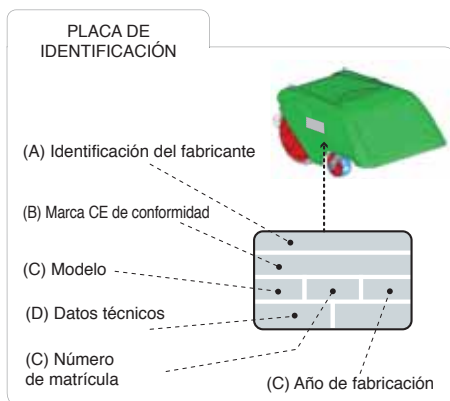 PLACA DE
IDENTIFICACIÓN
(A) Identificación del fabricante
(B) Marca CE de conformidad
(C) Modelo
(D) Datos técnicos
(C) Número
de matrícula
(C) Año de fabricación